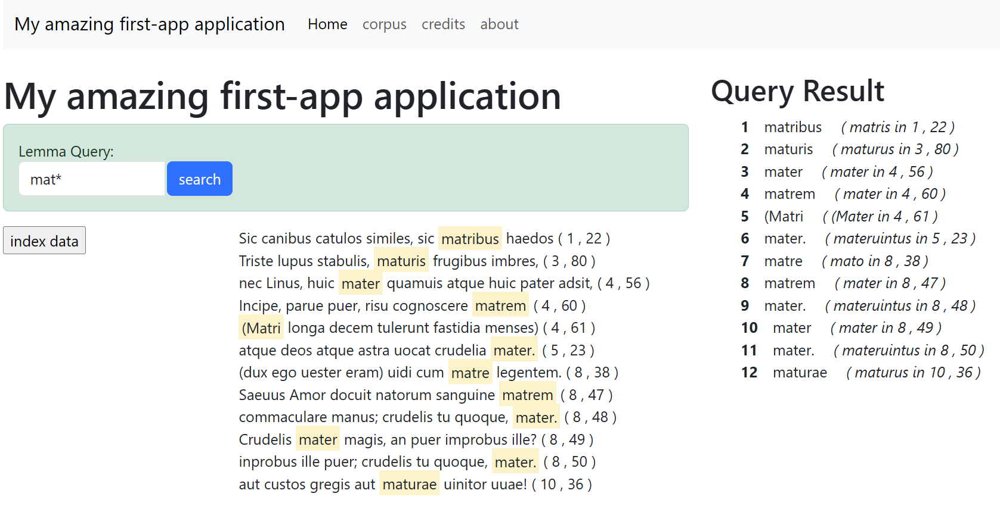 My amazing first-app application Home corpus credits about
My amazing first-app application
Lemma Query:
mat* search
index data
Sic canibus catulos similes, sic matribus haedos ( 1 , 22 )
Triste lupus stabulis, maturis frugibus imbres, ( 3 , 80 )
nec Linus, huic mater quamuis atque huic pater adsit, ( 4 , 56 )
Incipe, parue puer, risu cognoscere matrem ( 4 , 60 )
(Matri longa decem tulerunt fastidia menses) ( 4 , 61 )
atque deos atque astra uocat crudelia mater. ( 5 , 23 )
(dux ego uester eram) uidi cum matre legentem. ( 8 , 38 )
Saeuus Amor docuit natorum sanguine matrem ( 8 , 47 )
commaculare manus; crudelis tu quoque, mater. ( 8 , 48 )
Crudelis mater magis, an puer improbus ille? ( 8 , 49 )
inprobus ille puer; crudelis tu quoque, mater. ( 8 , 50 )
aut custos gregis aut maturae uinitor uuae! ( 10 , 36 )
Query Result
1 matribus ( matris in 1 , 22 )
2 maturis ( maturus in 3 , 80 )
3 mater ( mater in 4 , 56 )
4 matrem ( mater in 4 , 60 )
5 (Matri ( (Mater in 4 , 61 )
6 mater. ( materuintus in 5 , 23 )
7 matre ( mato in 8 , 38 )
8 matrem ( mater in 8 , 47 )
9 mater. ( materuintus in 8 , 48 )
10 mater ( mater in 8 , 49 )
11 mater. ( materuintus in 8 , 50 )
12 maturae ( maturus in 10 , 36 )